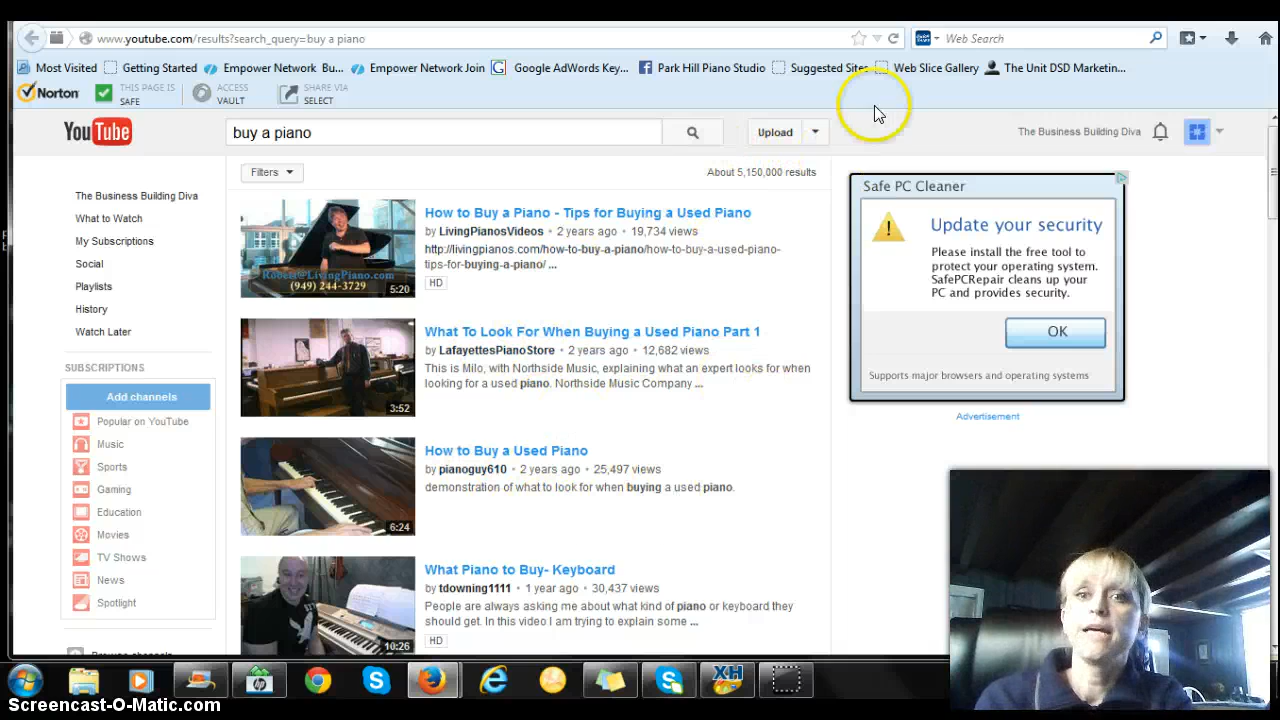 www.youtube.com/results?search_query=buy a piano
Web Search
Most Visited
Getting Started
Empower Network Bu...
Empower Network Join
Google AdWords Key...
Park Hill Piano Studio
Suggested Sites
Web Slice Gallery
The Unit DSD Marketin...
Norton
THIS PAGE IS
SAFE
ACCESS
VAULT
SHARE VIA
SELECT
YouTube
buy a piano
Upload
The Business Building Diva
Filters
About 5,150,000 results
The Business Building Diva
What to Watch
My Subscriptions
Social
Playlists
History
Watch Later
SUBSCRIPTIONS
Add channels
Popular on YouTube
Music
Sports
Gaming
Education
Movies
TV Shows
News
Spotlight
Browse channels
How to Buy a Piano - Tips for Buying a Used Piano
by LivingPianosVideos • 2 years ago • 19,734 views
http://livingpianos.com/how-to-buy-a-piano/how-to-buy-a-used-piano-
tips-for-buying-a-piano/ ...
HD
Robert@LivingPiano.com
(949) 244-3729
5:20
What To Look For When Buying a Used Piano Part 1
by LafayettesPianoStore • 2 years ago • 12,682 views
This is Milo, with Northside Music, explaining what an expert looks for when
looking for a used piano. Northside Music Company ...
3:52
How to Buy a Used Piano
by pianoguy610 • 2 years ago • 25,497 views
demonstration of what to look for when buying a used piano.
6:24
What Piano to Buy- Keyboard
by tdowning1111 • 1 year ago • 30,437 views
People are always asking me about what kind of piano or keyboard they
should get. In this video I am trying to explain some ...
HD
10:26
Safe PC Cleaner
Update your security
Please install the free tool to
protect your operating system.
SafePCRepair cleans up your
PC and provides security.
OK
Supports major browsers and operating systems
Advertisement
XH
Screencast-O-Matic.com